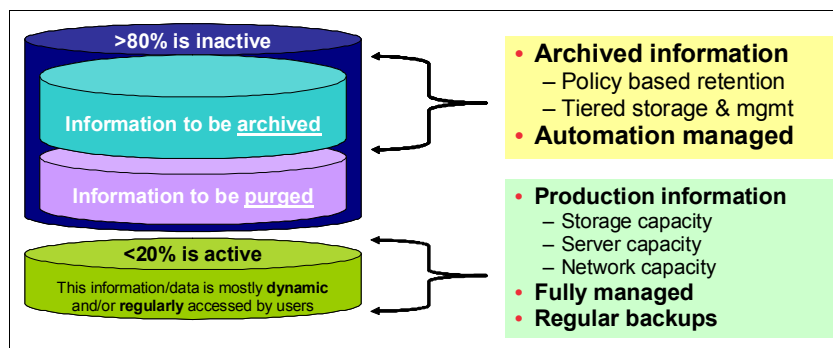 >80% is inactive
Information to be archived
Information to be purged
<20% is active
This information/data is mostly dynamic
and/or regularly accessed by users
• Archived information
– Policy based retention
– Tiered storage & mgmt
• Automation managed
• Production information
– Storage capacity
– Server capacity
– Network capacity
• Fully managed
• Regular backups